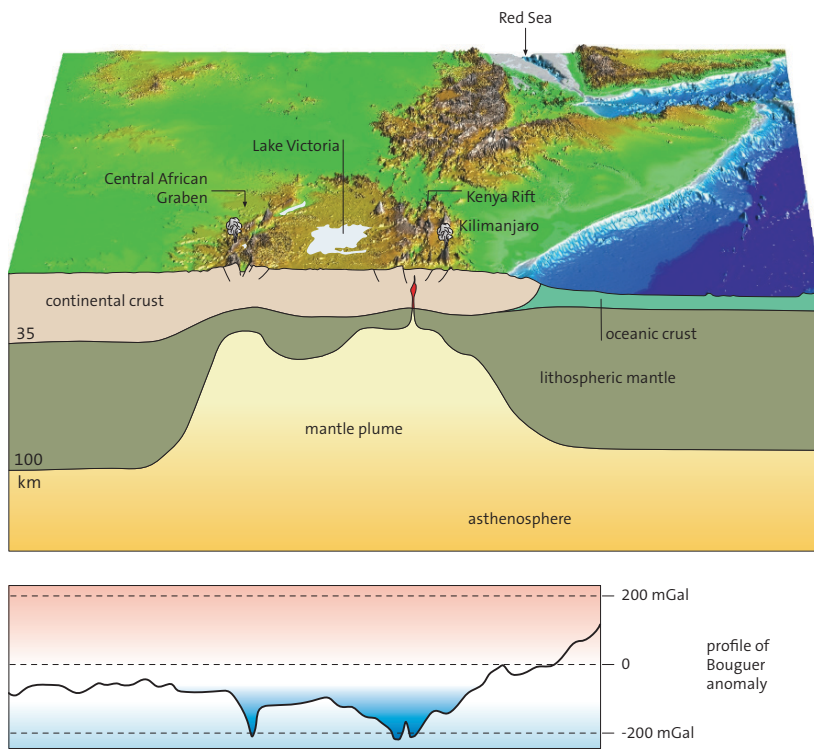 Red Sea
Lake Victoria
Central African
Graben
Kenya Rift
Kilimanjaro
continental crust
35
oceanic crust
lithospheric mantle
mantle plume
100
km
asthenosphere
200 mGal
0
profile of
Bouguer
anomaly
-200 mGal